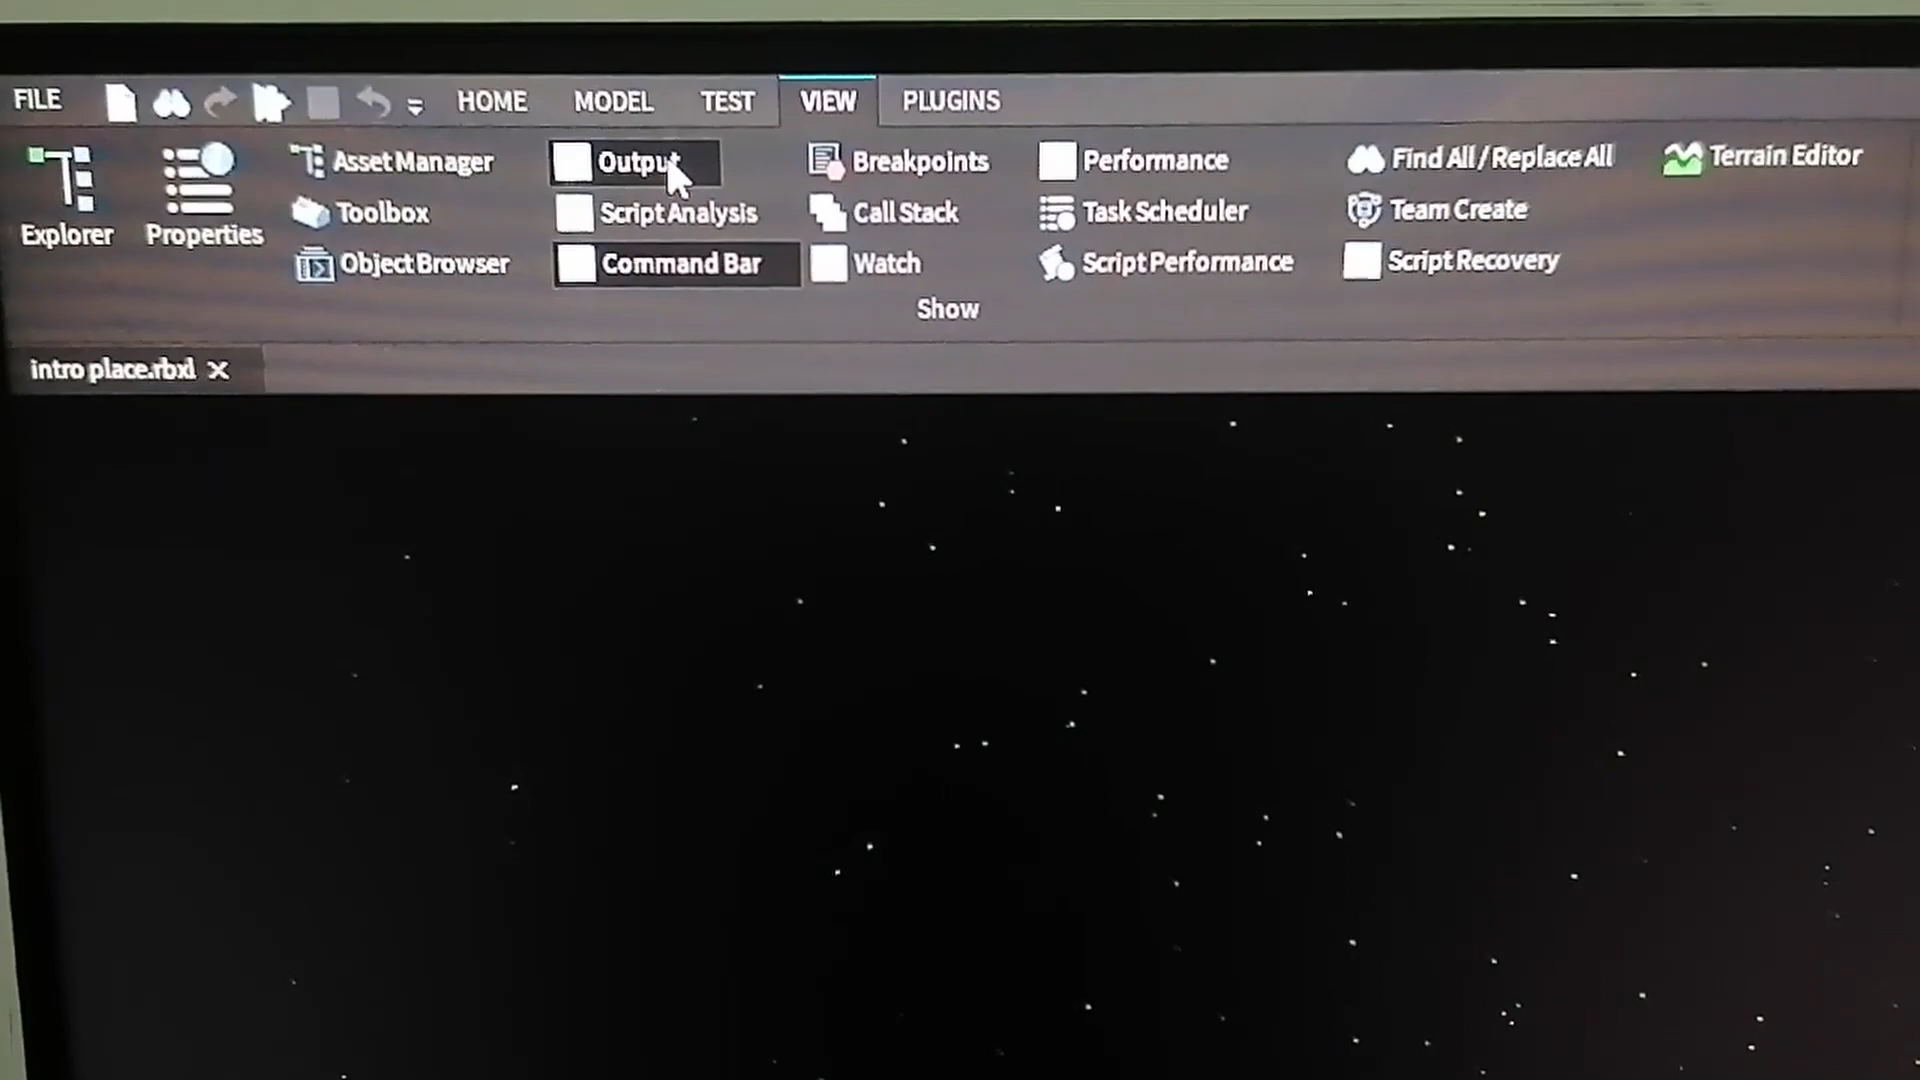 FILE HOME MODEL TEST VIEW PLUGINS
Explorer
Properties
Asset Manager
Toolbox
Object Browser
Output
Script Analysis
Command Bar
Breakpoints
Call Stack
Watch
Performance
Task Scheduler
Script Performance
Find All / Replace All
Team Create
Script Recovery
Terrain Editor
Show
intro place.rbxl